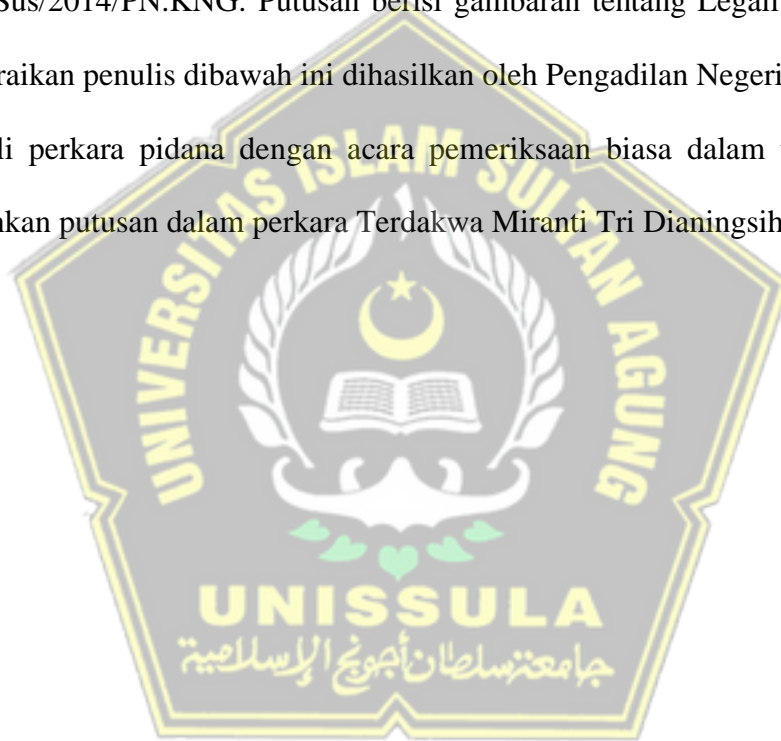 Sus/2014/PN.KNG. Putusan berisi gambaran tentang Legal
raikan penulis dibawah ini dihasilkan oleh Pengadilan Negeri
li perkara pidana dengan acara pemeriksaan biasa dalam
kan putusan dalam perkara Terdakwa Miranti Tri Dianingsih
UNIVERSITAS ISLAM SULTAN AGUNG
UNISSULA
جامعترسلطان أجونج الإسلامية